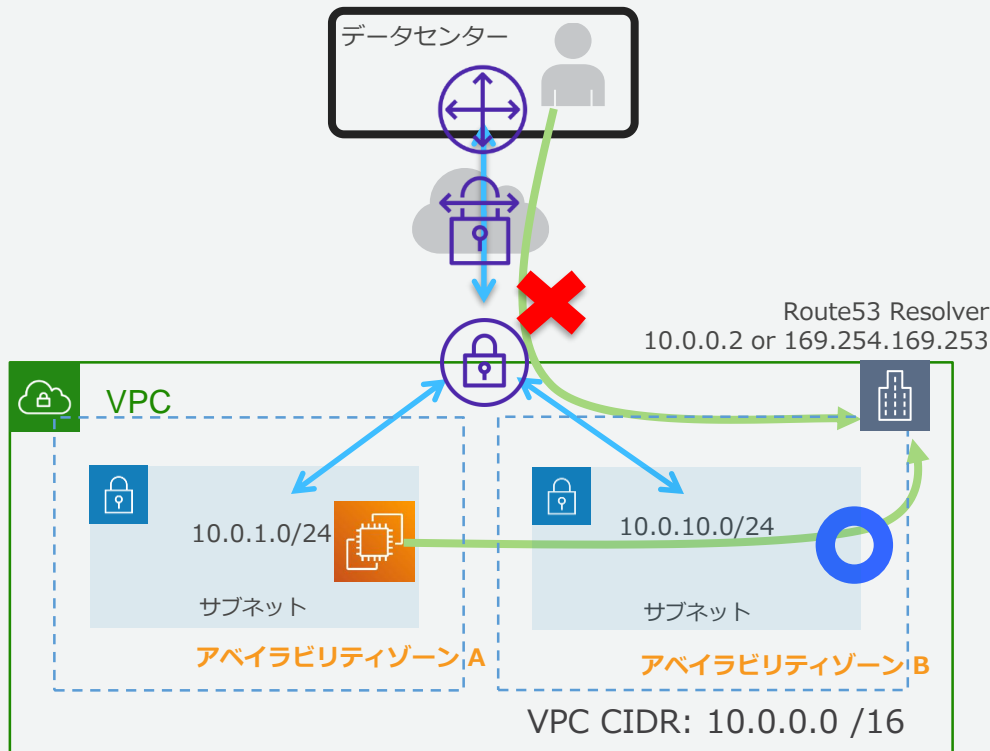 データセンター
Route53 Resolver
10.0.0.2 or 169.254.169.253
VPC
10.0.1.0/24
10.0.10.0/24
サブネット
サブネット
アベイラビリティゾーン A
アベイラビリティゾーン B
VPC CIDR: 10.0.0.0 /16